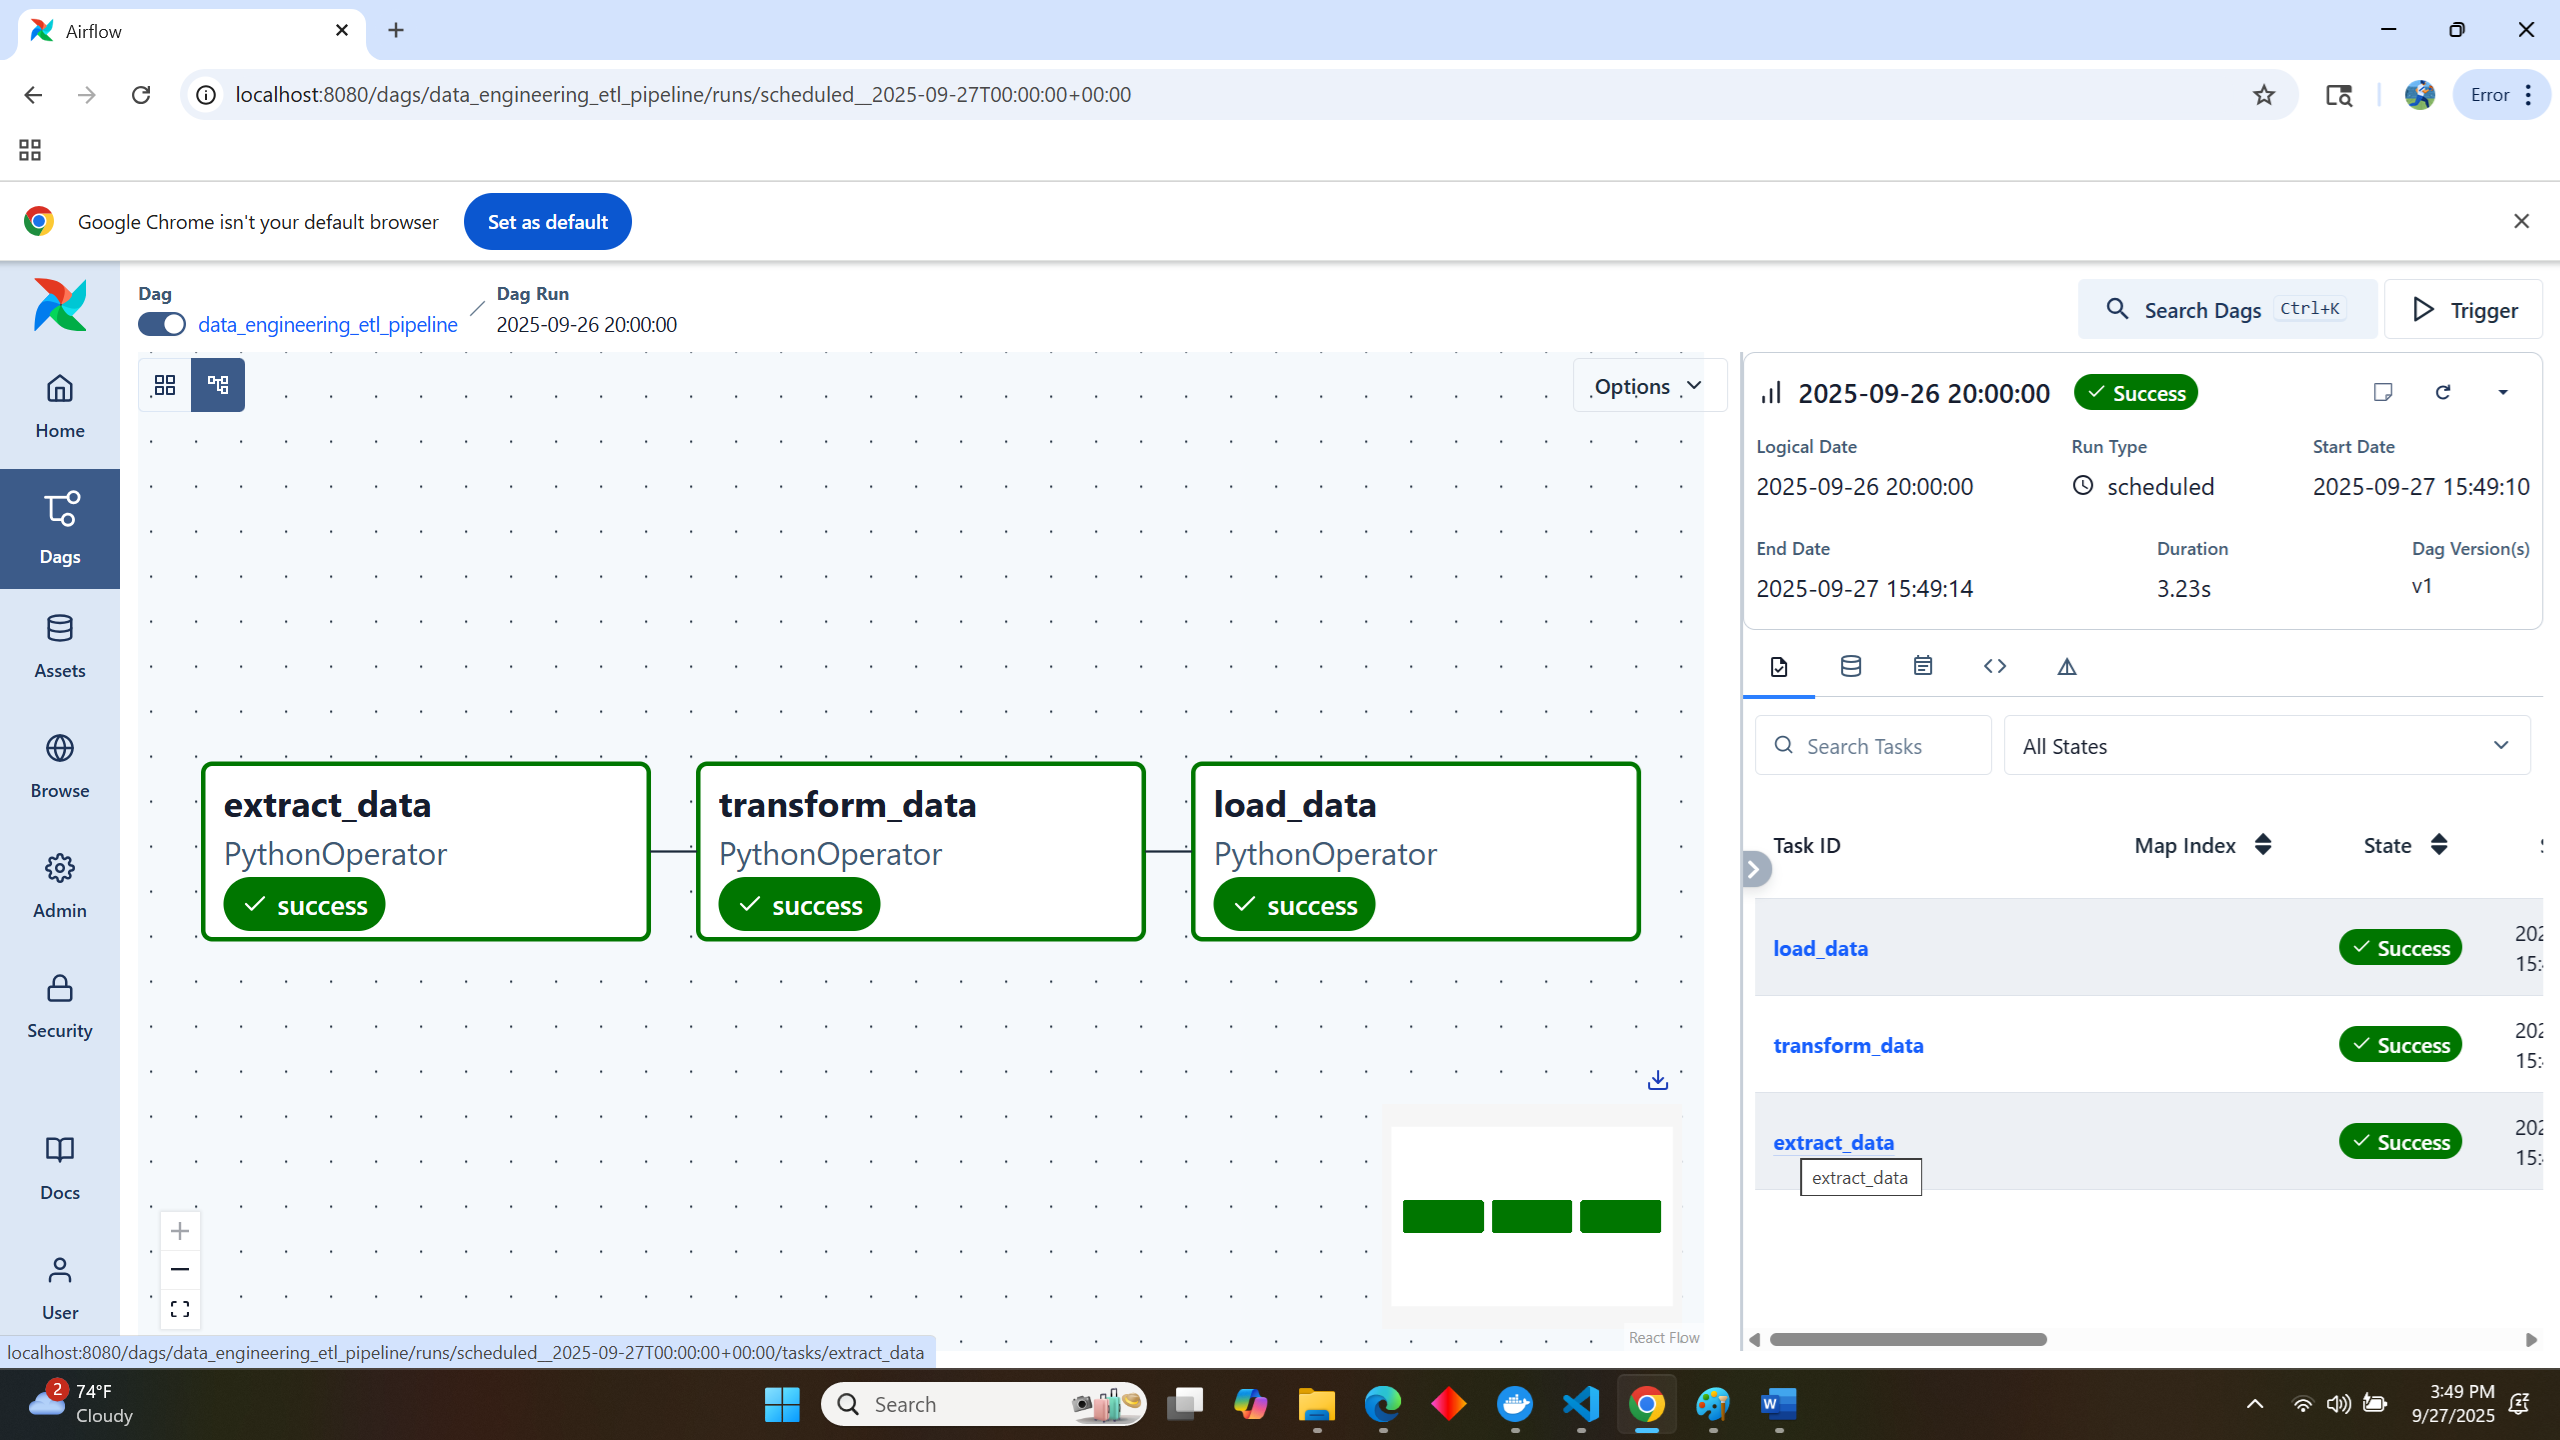 Airflow
localhost:8080/dags/data_engineering_etl_pipeline/runs/scheduled__2025-09-27T00:00:00+00:00
Error
Google Chrome isn't your default browser
Set as default
Dag
data_engineering_etl_pipeline
Dag Run
2025-09-26 20:00:00
Search Dags Ctrl+K
Trigger
Home
Dags
Assets
Browse
Admin
Security
Docs
User
Options
extract_data
PythonOperator
success
transform_data
PythonOperator
success
load_data
PythonOperator
success
React Flow
2025-09-26 20:00:00 Success
Logical Date Run Type Start Date
2025-09-26 20:00:00 scheduled 2025-09-27 15:49:10
End Date Duration Dag Version(s)
2025-09-27 15:49:14 3.23s v1
Search Tasks All States
Task ID Map Index State
load_data Success
transform_data Success
extract_data Success
extract_data
localhost:8080/dags/data_engineering_etl_pipeline/runs/scheduled__2025-09-27T00:00:00+00:00/tasks/extract_data
2
74°F
Cloudy
Search
3:49 PM
9/27/2025